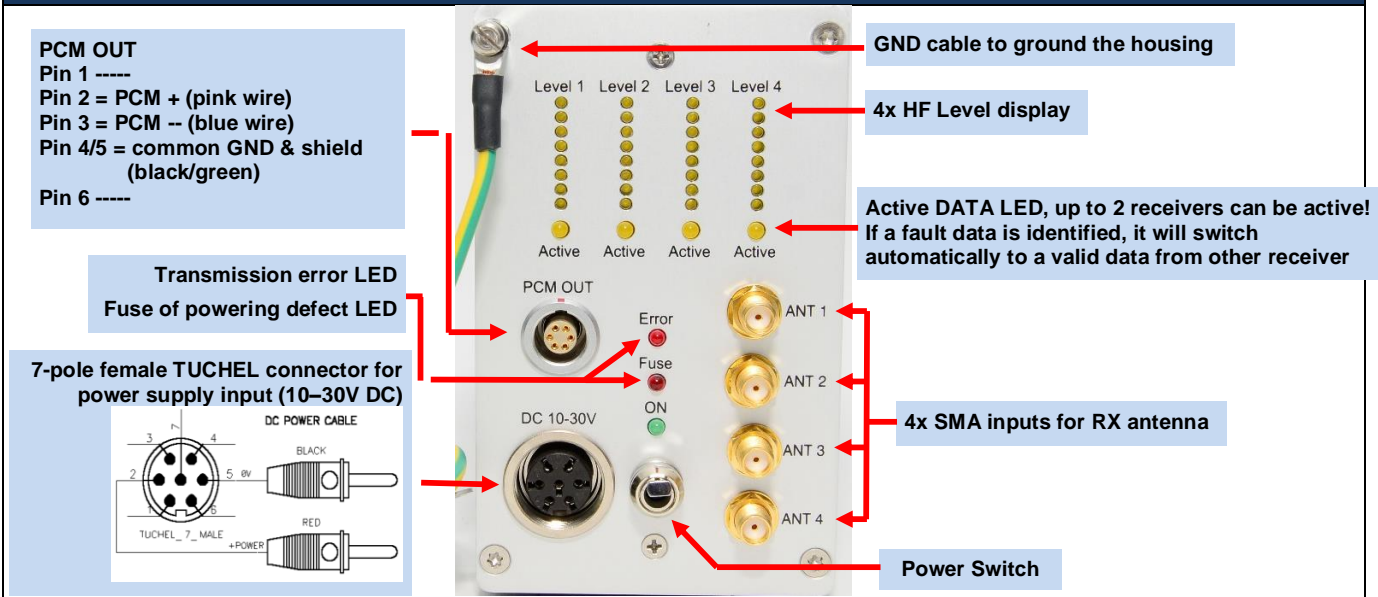 PCM OUT
Pin 1 -----
Pin 2 = PCM + (pink wire)
Pin 3 = PCM -- (blue wire)
Pin 4/5 = common GND & shield
(black/green)
Pin 6 -----
GND cable to ground the housing
4x HF Level display
Active DATA LED, up to 2 receivers can be active!
If a fault data is identified, it will switch
automatically to a valid data from other receiver
Transmission error LED
Fuse of powering defect LED
7-pole female TUCHEL connector for
power supply input (10–30V DC)
DC POWER CABLE
BLACK
3
4
7
2
5 0V
1
6
TUCHEL_7_MALE
RED
+POWER
Level 1 Level 2 Level 3 Level 4
Active Active Active Active
PCM OUT
Error
Fuse
ON
DC 10-30V
ANT 1
ANT 2
ANT 3
ANT 4
4x SMA inputs for RX antenna
Power Switch